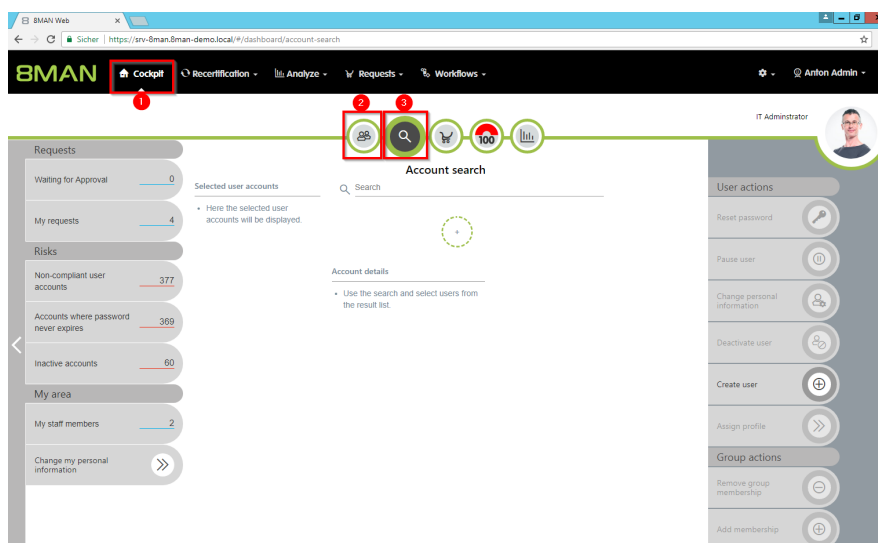 8MAN Web
Sicher | https://srv-8man.8man-demo.local/#/dashboard/account-search
8MAN
Cockpit
Recertification
Analyze
Requests
Workflows
Anton Admin
1
2
3
IT Adminstrator
100
Requests
Waiting for Approval 0
My requests 4
Risks
Non-compliant user
accounts 377
Accounts where password
never expires 369
Inactive accounts 60
My area
My staff members 2
Change my personal
information
Account search
Selected user accounts
Search
Here the selected user
accounts will be displayed.
Account details
Use the search and select users from
the result list.
User actions
Reset password
Pause user
Change personal
information
Deactivate user
Create user
Assign profile
Group actions
Remove group
membership
Add membership